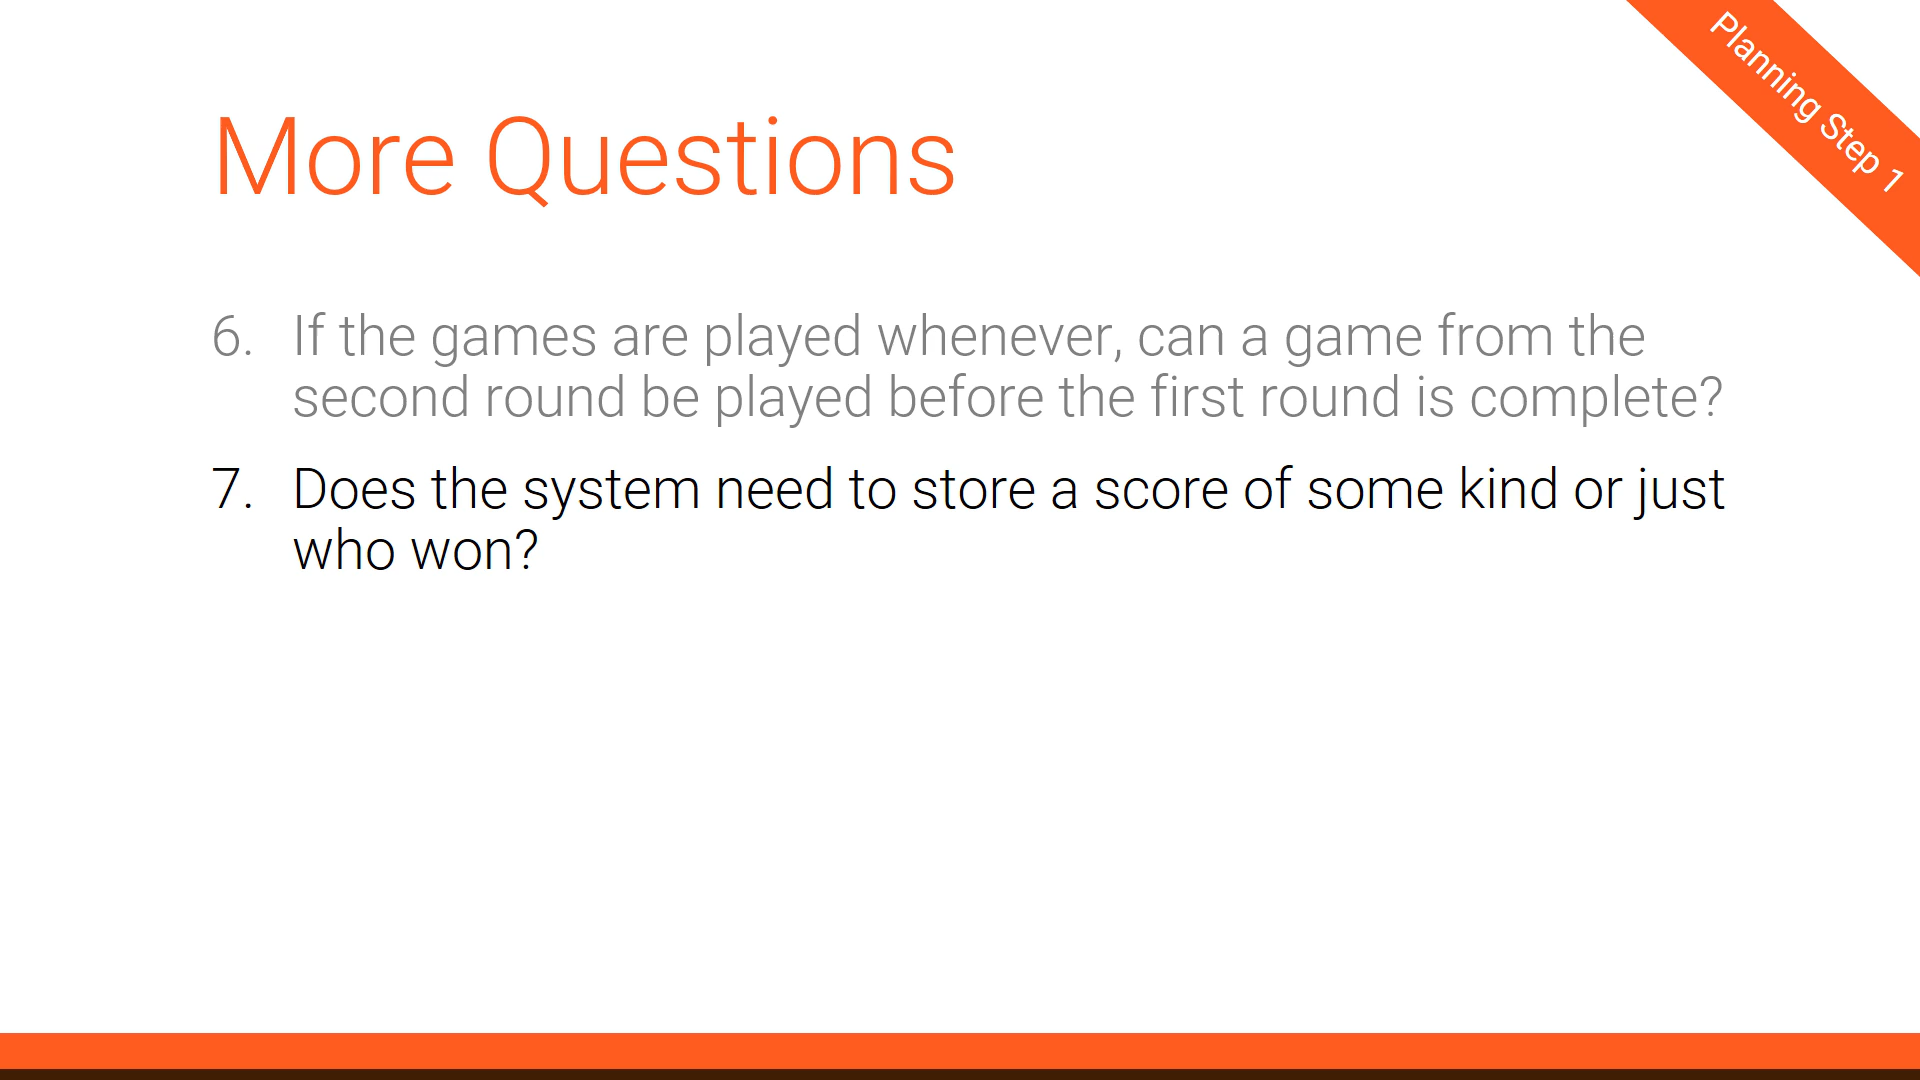 Planning Step 1
More Questions
6. If the games are played whenever, can a game from the
second round be played before the first round is complete?
7. Does the system need to store a score of some kind or just
who won?